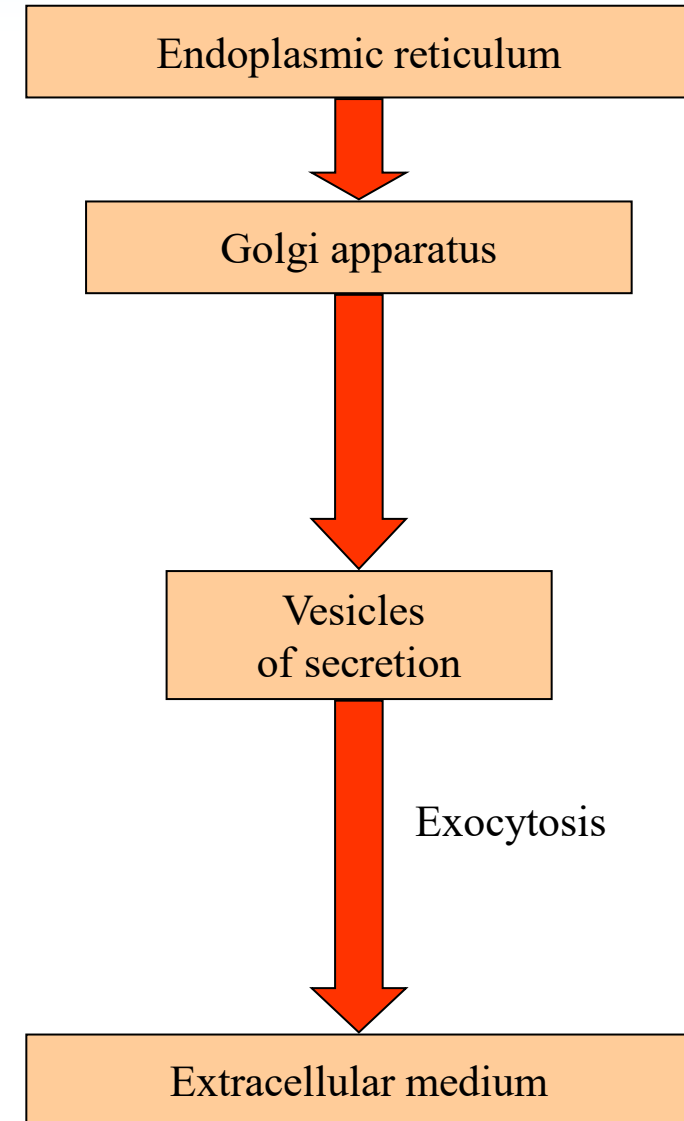 Endoplasmic reticulum
Golgi apparatus
Vesicles
of secretion
Exocytosis
Extracellular medium